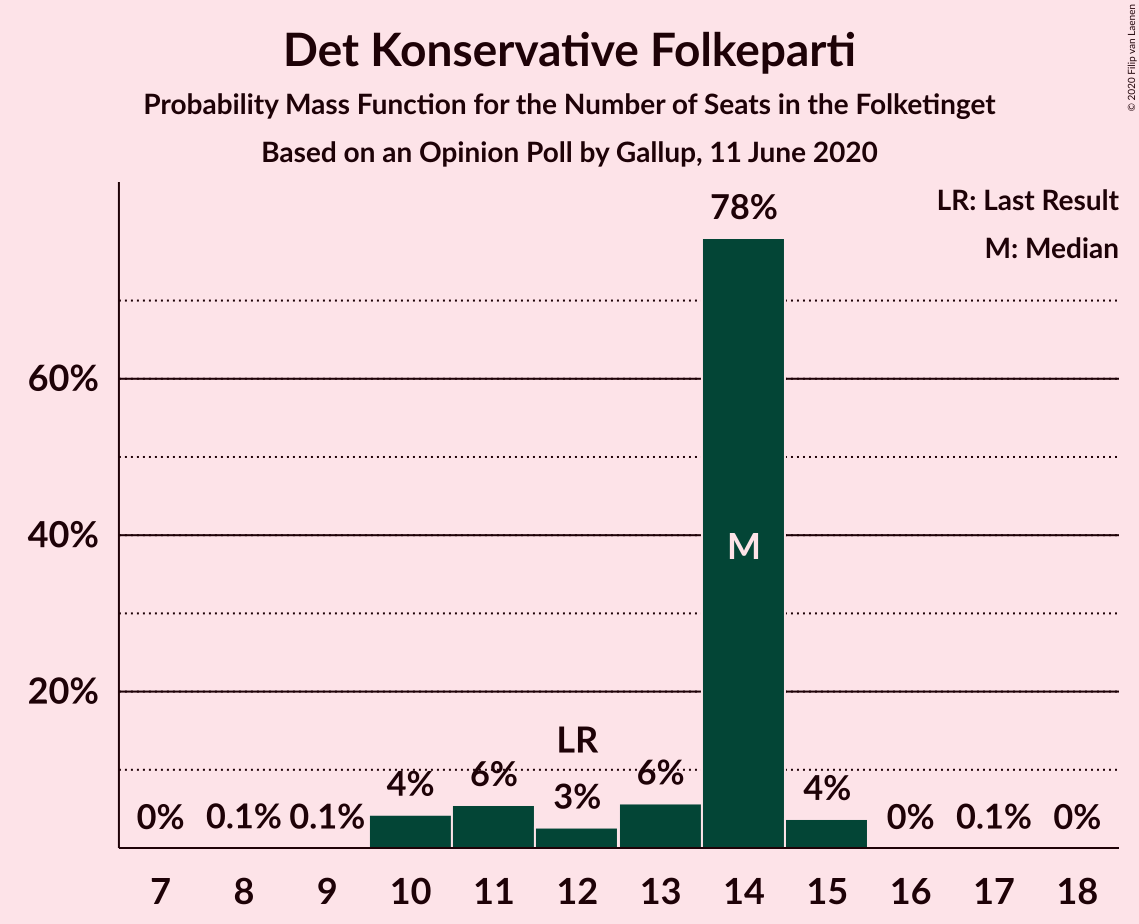 Det Konservative Folkeparti
Probability Mass Function for the Number of Seats in the Folketinget
Based on an Opinion Poll by Gallup, 11 June 2020
© 2020 Filip van Laenen
LR: Last Result
M: Median
78%
60%
40%
20%
M
LR
0% 0.1% 0.1% 4% 6% 3% 6% 4% 0% 0.1% 0%
7 8 9 10 11 12 13 14 15 16 17 18